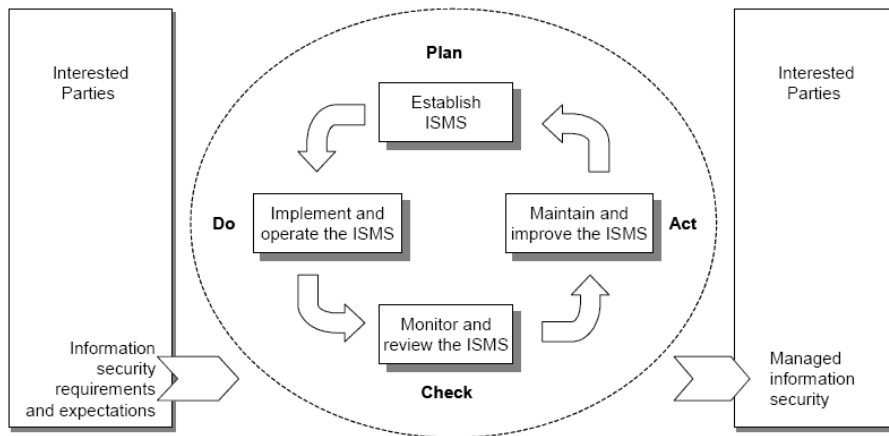 Interested
Parties
Information
security
requirements
and expectations
Plan
Establish
ISMS
Do
Implement and
operate the ISMS
Maintain and
improve the ISMS
Act
Monitor and
review the ISMS
Check
Interested
Parties
Managed
information
security